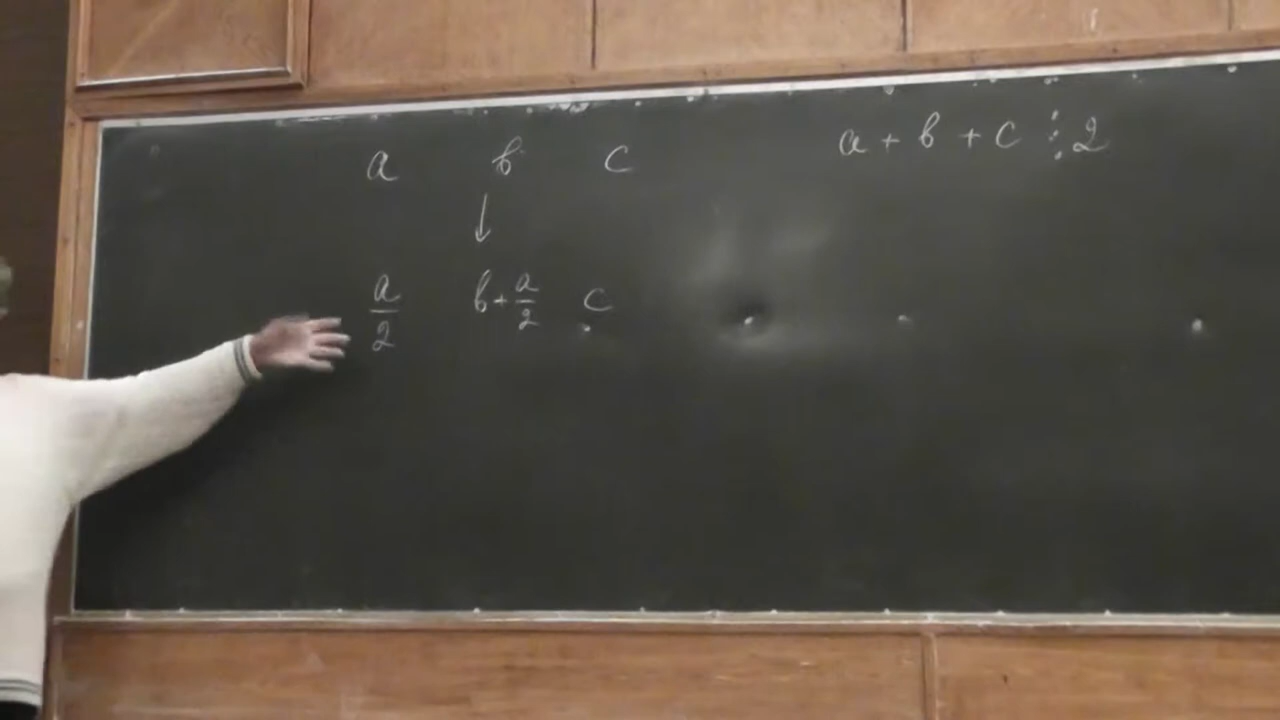 a b c
a + b + c ⋮ 2
↓
a/2 b + a/2 c